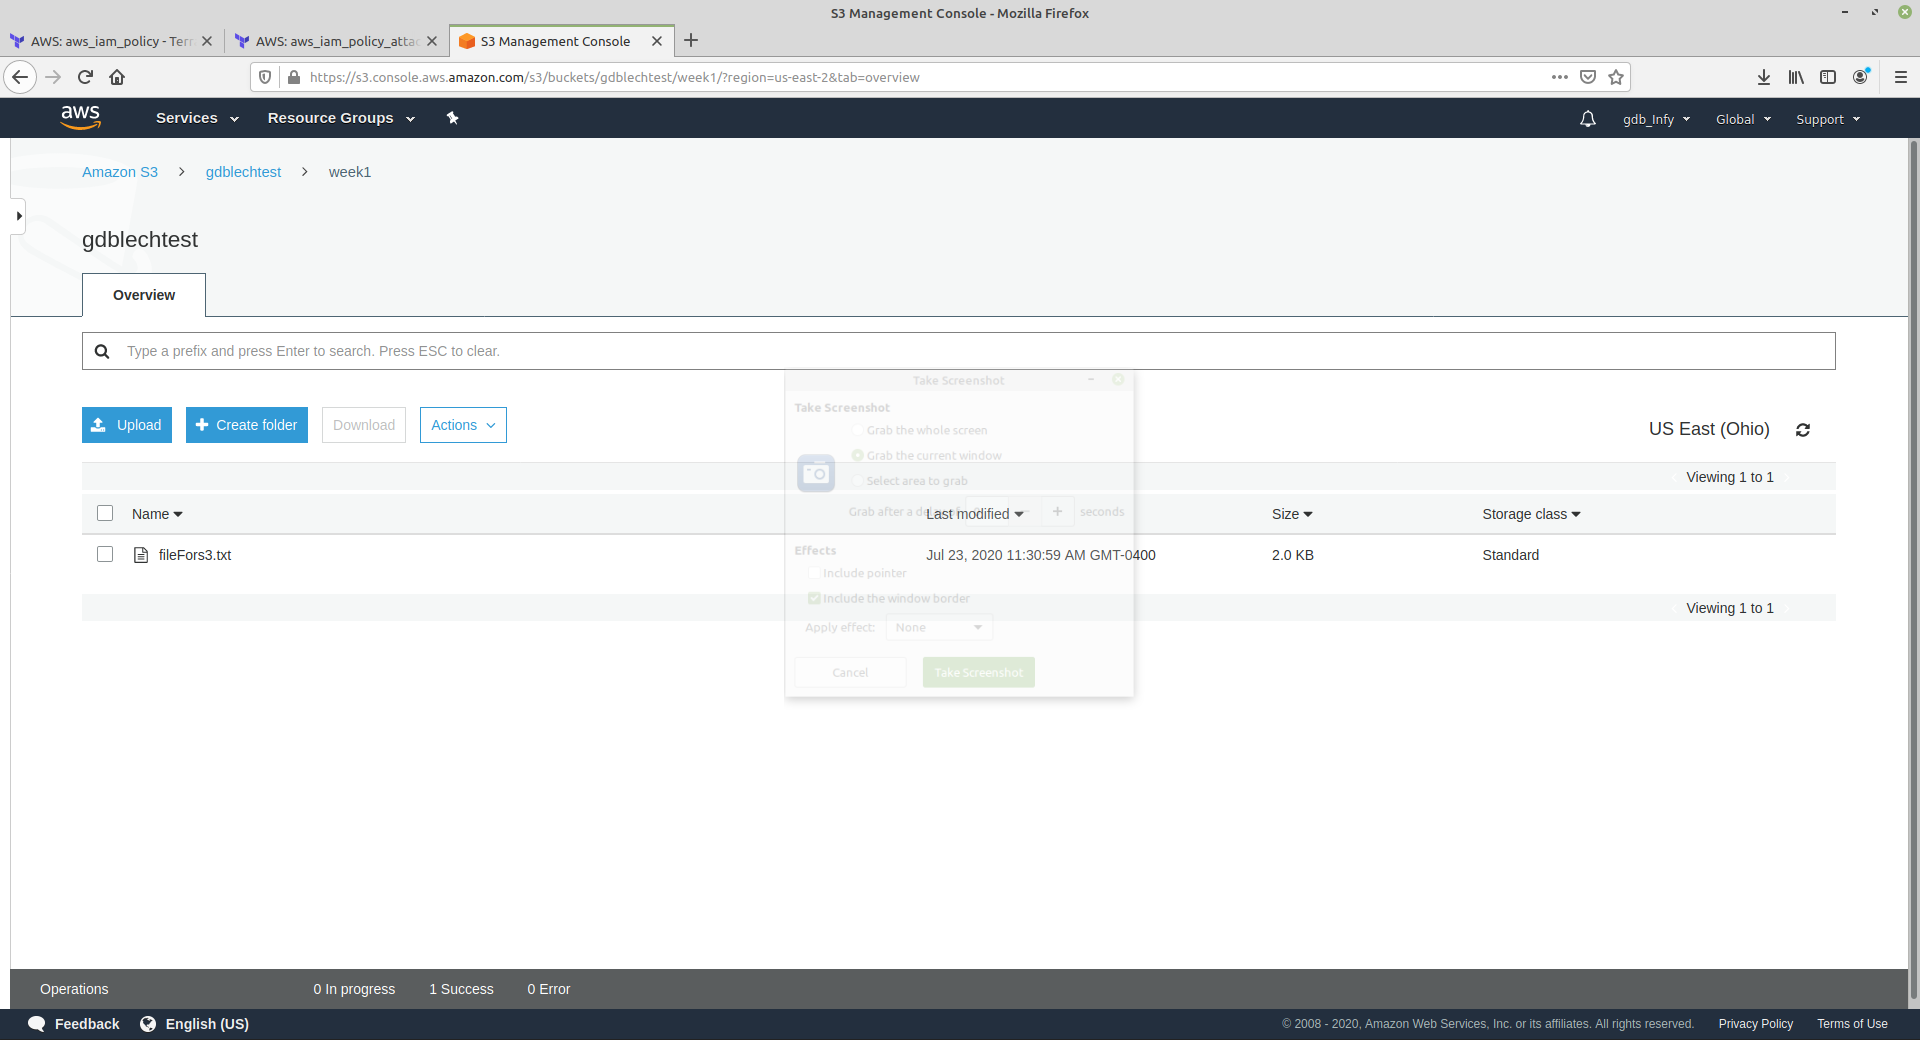 S3 Management Console - Mozilla Firefox
AWS: aws_iam_policy - Terr
AWS: aws_iam_policy_attac
S3 Management Console
https://s3.console.aws.amazon.com/s3/buckets/gdblechtest/week1/?region=us-east-2&tab=overview
aws
Services
Resource Groups
gdb_Infy
Global
Support
Amazon S3 > gdblechtest > week1
gdblechtest
Overview
Type a prefix and press Enter to search. Press ESC to clear.
Upload
Create folder
Download
Actions
US East (Ohio)
Viewing 1 to 1
Name
Last modified
Size
Storage class
fileFors3.txt
Jul 23, 2020 11:30:59 AM GMT-0400
2.0 KB
Standard
Viewing 1 to 1
Take Screenshot
Take Screenshot
Grab the whole screen
Grab the current window
Select area to grab
Grab after a delay of
seconds
Effects
Include pointer
Include the window border
Apply effect:
None
Cancel
Take Screenshot
Operations
0 In progress
1 Success
0 Error
Feedback
English (US)
© 2008 - 2020, Amazon Web Services, Inc. or its affiliates. All rights reserved.
Privacy Policy
Terms of Use